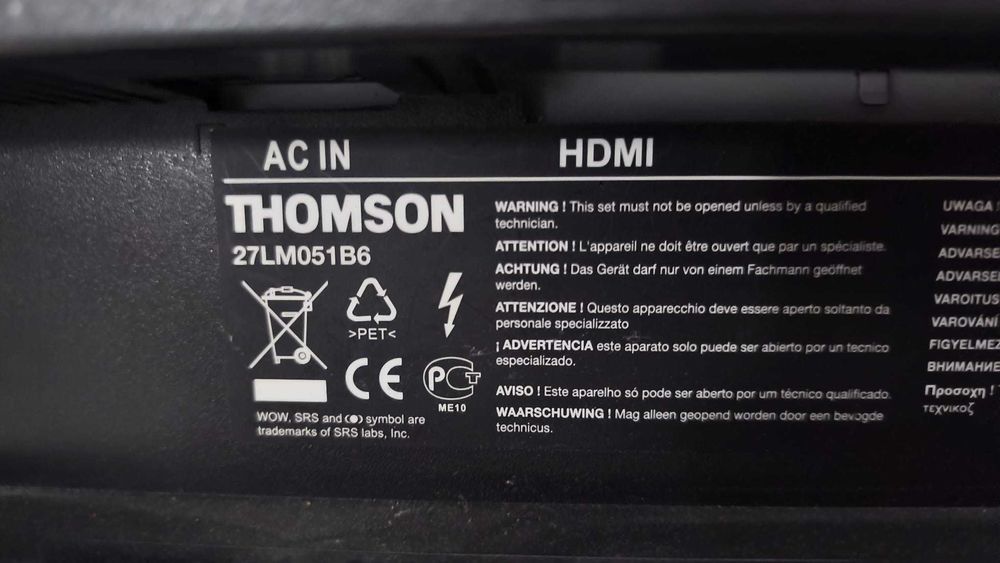 AC IN
HDMI
THOMSON
27LM051B6
>PET<
CE
PCT
ME10
WOW, SRS and (●) symbol are
trademarks of SRS labs, Inc.
WARNING ! This set must not be opened unless by a qualified
technician.
ATTENTION ! L'appareil ne doit être ouvert que par un spécialiste.
ACHTUNG ! Das Gerät darf nur von einem Fachmann geöffnet
werden.
ATTENZIONE ! Questo apparecchio deve essere aperto soltanto da
personale specializzato
¡ ADVERTENCIA este aparato solo puede ser abierto por un tecnico
especializado.
AVISO ! Este aparelho só pode ser aberto por um técnico qualificado.
WAARSCHUWING ! Mag alleen geopend worden door een bevoegde
technicus.
UWAGA
VARNING
ADVARSE
ADVARSE
VAROITUS
VAROVÁNÍ
FIGYELMEZ
ВНИМАНИЕ
Προσοχη !
τεχνικοζ